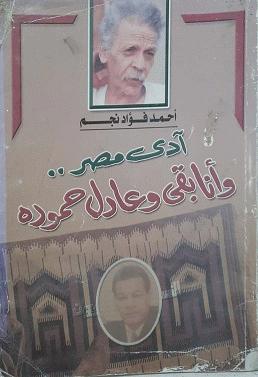 أحمد فؤاد نجم
آدى مصر ..
وأنا بقى وعادل حموده